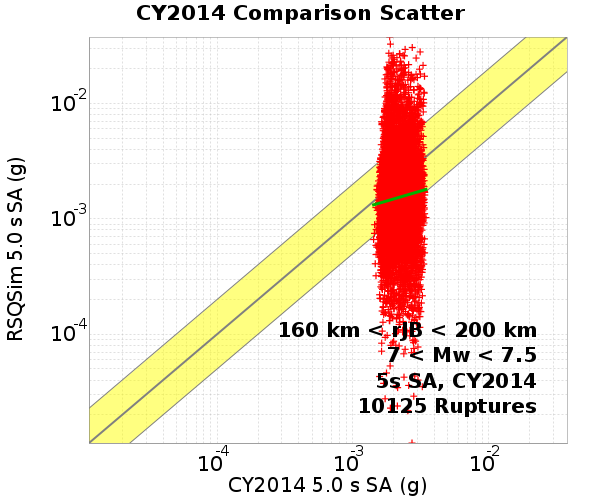 CY2014 Comparison Scatter
RSQSim 5.0 s SA (g)
10-2
10-3
10-4
160 km < rJB < 200 km
7 < Mw < 7.5
5s SA, CY2014
10125 Ruptures
10-4
10-3
10-2
CY2014 5.0 s SA (g)